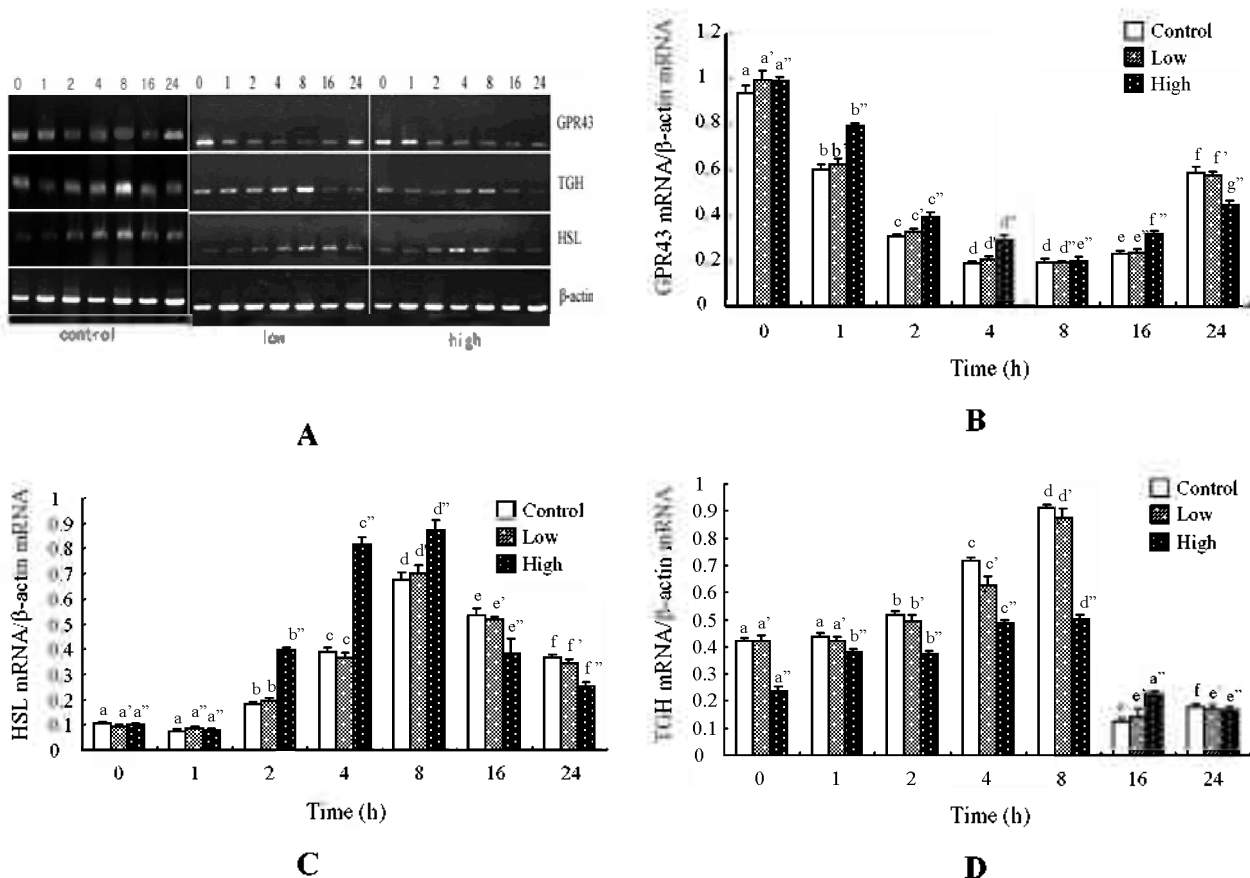 0 1 2 4 8 16 24 0 1 2 4 8 16 24 0 1 2 4 8 16 24
GPR43
TGH
HSL
β-actin
control low high
A
GPR43 mRNA/β-actin mRNA
1.2
1
0.8
0.6
0.4
0.2
0
Control
Low
High
a a’ a”
b b’ b”
c c’ c”
d d’ d”
d d” e”
e e” f”
f f’ g”
0 1 2 4 8 16 24
Time (h)
B
HSL mRNA/β-actin mRNA
1
0.9
0.8
0.7
0.6
0.5
0.4
0.3
0.2
0.1
0
Control
Low
High
a a’ a”
a a” a”
b b b”
c c c”
d d’ d”
e e’ e”
f f’ f”
0 1 2 4 8 16 24
Time (h)
C
TGH mRNA/β-actin mRNA
1
0.9
0.8
0.7
0.6
0.5
0.4
0.3
0.2
0.1
0
Control
Low
High
a a’ a”
a a’ b”
b b’ b”
c c’ c”
d d’ d”
e e’ a”
f e’ e”
0 1 2 4 8 16 24
Time (h)
D